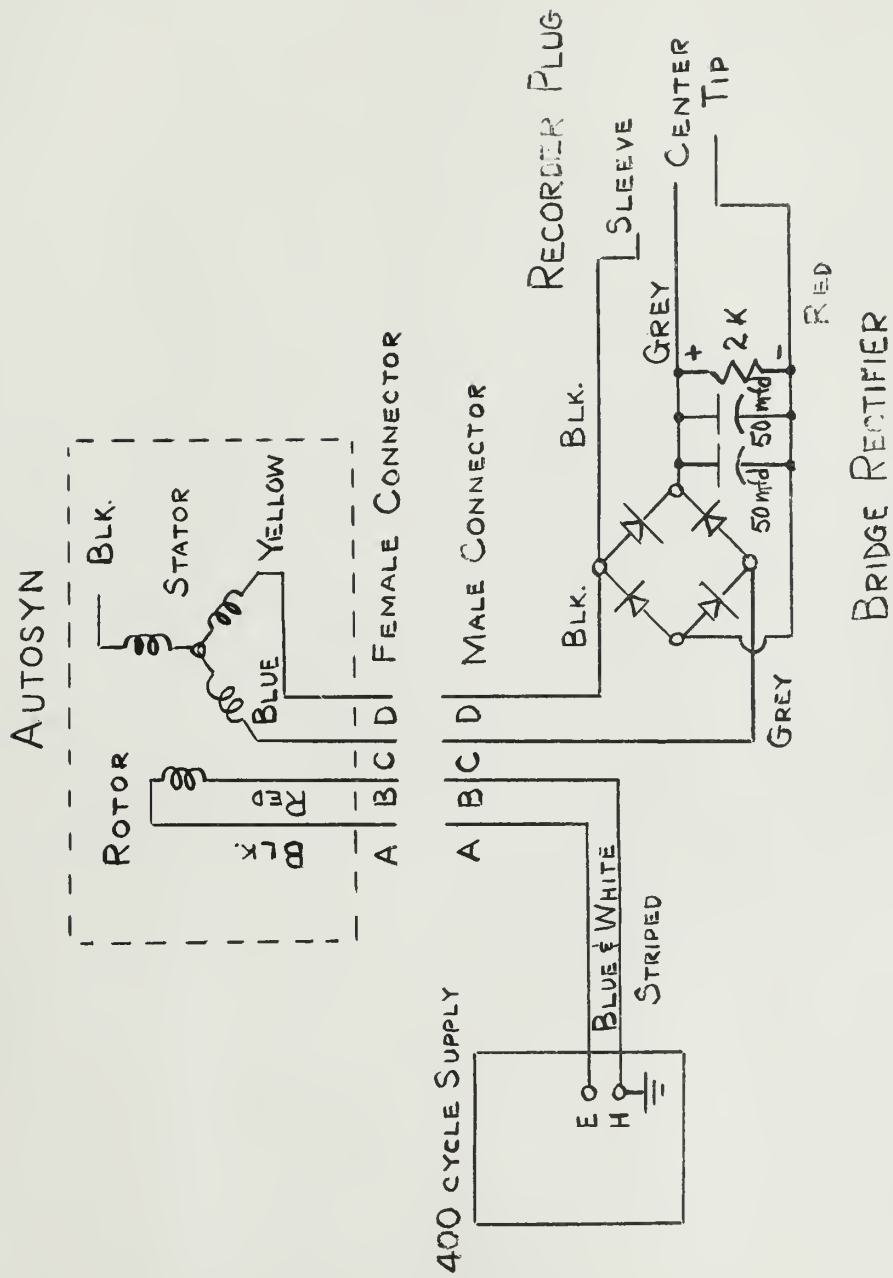 AUTOSYN
BLK.
STATOR
YELLOW
BLUE
ROTOR
RED
BLK.
A B C D FEMALE CONNECTOR
A B C D MALE CONNECTOR
400 CYCLE SUPPLY
E
H
BLUE & WHITE
STRIPED
RECORDER PLUG
SLEEVE
CENTER
TIP
BLK.
BLK.
GREY
+
2K
-
50 mfd
50 mfd
RED
GREY
BRIDGE RECTIFIER